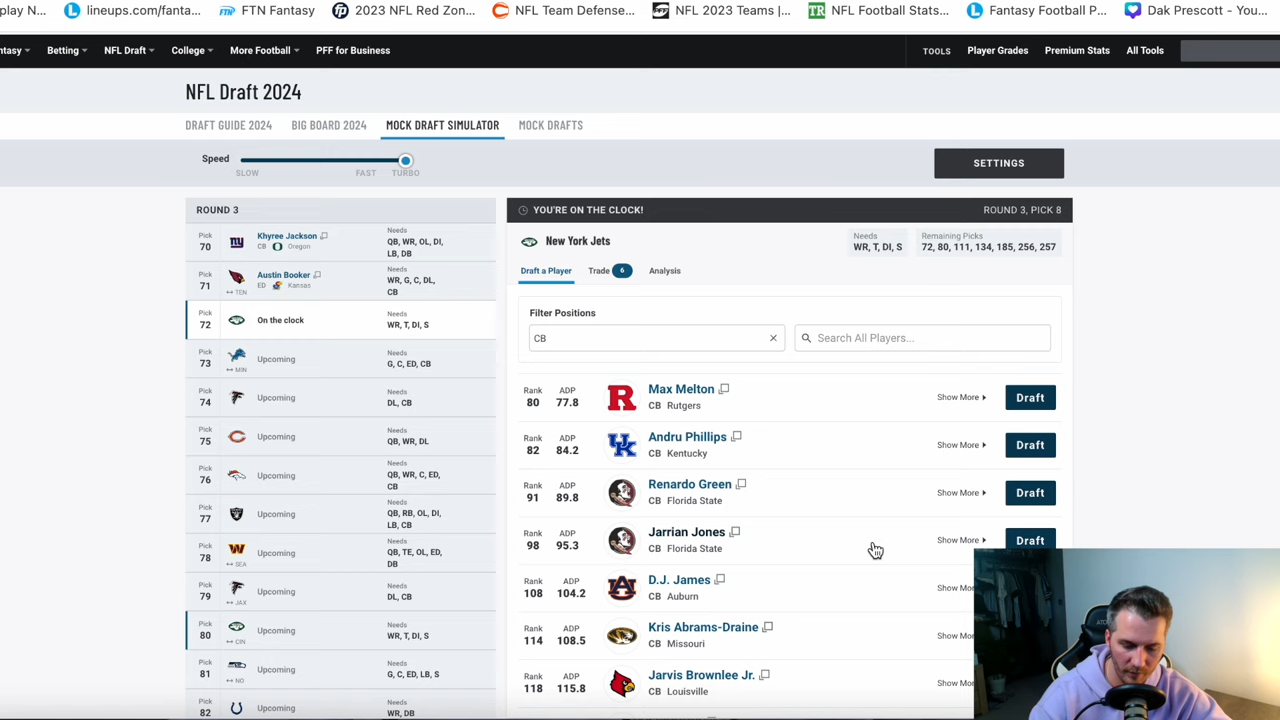 play N...
lineups.com/fanta...
FTN Fantasy
2023 NFL Red Zon...
NFL Team Defense...
NFL 2023 Teams |...
NFL Football Stats...
Fantasy Football P...
Dak Prescott - You...
ntasy
Betting
NFL Draft
College
More Football
PFF for Business
TOOLS
Player Grades
Premium Stats
All Tools
NFL Draft 2024
DRAFT GUIDE 2024
BIG BOARD 2024
MOCK DRAFT SIMULATOR
MOCK DRAFTS
Speed
SLOW
FAST
TURBO
SETTINGS
ROUND 3
Pick 70
Khyree Jackson
CB Oregon
Needs
QB, WR, OL, DI,
LB, DB
Pick 71
↔ TEN
Austin Booker
ED Kansas
Needs
WR, G, C, DL,
CB
Pick 72
On the clock
Needs
WR, T, DI, S
Pick 73
↔ MIN
Upcoming
Needs
G, C, ED, CB
Pick 74
Upcoming
Needs
DL, CB
Pick 75
Upcoming
Needs
QB, WR, DL
Pick 76
Upcoming
Needs
QB, WR, C, ED,
CB
Pick 77
Upcoming
Needs
QB, RB, OL, DI,
LB, CB
Pick 78
↔ SEA
Upcoming
Needs
QB, TE, OL, ED,
DB
Pick 79
↔ JAX
Upcoming
Needs
DL, CB
Pick 80
↔ CIN
Upcoming
Needs
WR, T, DI, S
Pick 81
↔ NO
Upcoming
Needs
G, C, ED, LB, S
Pick 82
Upcoming
Needs
WR, DB
YOU'RE ON THE CLOCK!
ROUND 3, PICK 8
New York Jets
Needs
WR, T, DI, S
Remaining Picks
72, 80, 111, 134, 185, 256, 257
Draft a Player
Trade 6
Analysis
Filter Positions
CB
Search All Players...
Rank 80
ADP 77.8
Max Melton
CB Rutgers
Show More
Draft
Rank 82
ADP 84.2
Andru Phillips
CB Kentucky
Show More
Draft
Rank 91
ADP 89.8
Renardo Green
CB Florida State
Show More
Draft
Rank 98
ADP 95.3
Jarrian Jones
CB Florida State
Show More
Draft
Rank 108
ADP 104.2
D.J. James
CB Auburn
Show Mor
Rank 114
ADP 108.5
Kris Abrams-Draine
CB Missouri
Show Mor
Rank 118
ADP 115.8
Jarvis Brownlee Jr.
CB Louisville
Show Mor